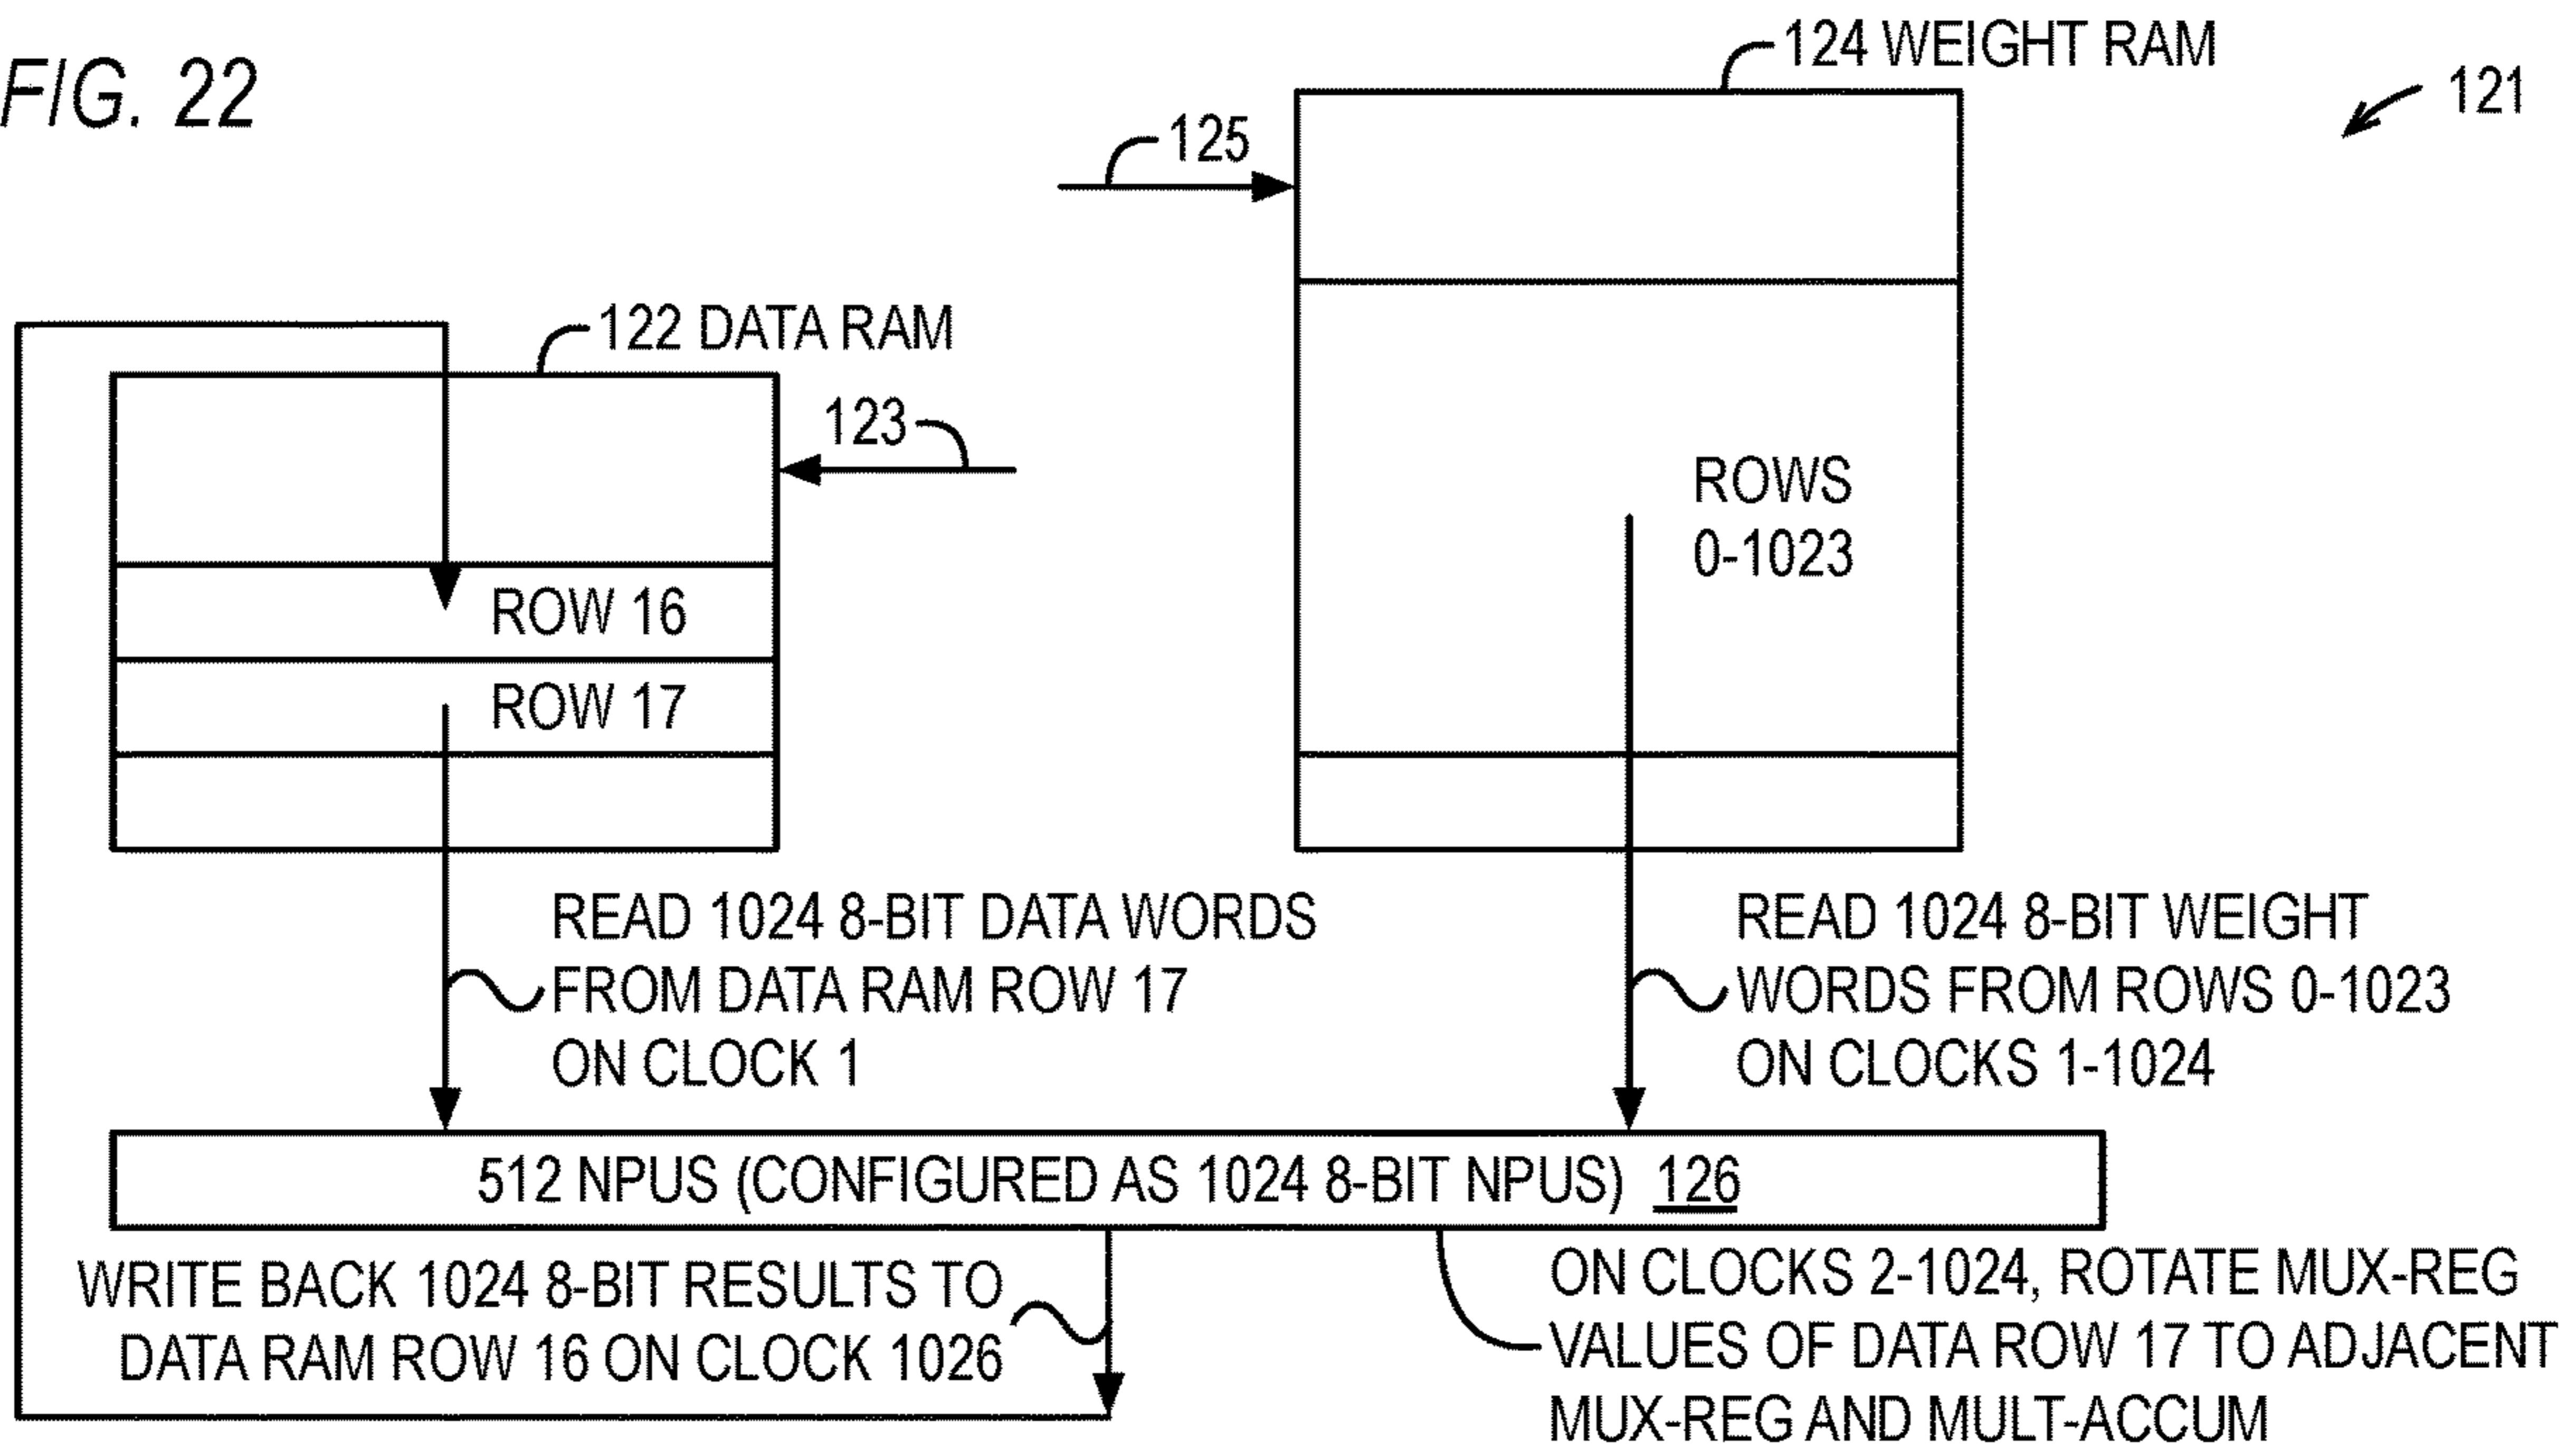 FIG. 22
124 WEIGHT RAM
121
125
122 DATA RAM
123
ROWS
0-1023
ROW 16
ROW 17
READ 1024 8-BIT DATA WORDS
FROM DATA RAM ROW 17
ON CLOCK 1
READ 1024 8-BIT WEIGHT
WORDS FROM ROWS 0-1023
ON CLOCKS 1-1024
512 NPUS (CONFIGURED AS 1024 8-BIT NPUS) 126
WRITE BACK 1024 8-BIT RESULTS TO
DATA RAM ROW 16 ON CLOCK 1026
ON CLOCKS 2-1024, ROTATE MUX-REG
VALUES OF DATA ROW 17 TO ADJACENT
MUX-REG AND MULT-ACCUM